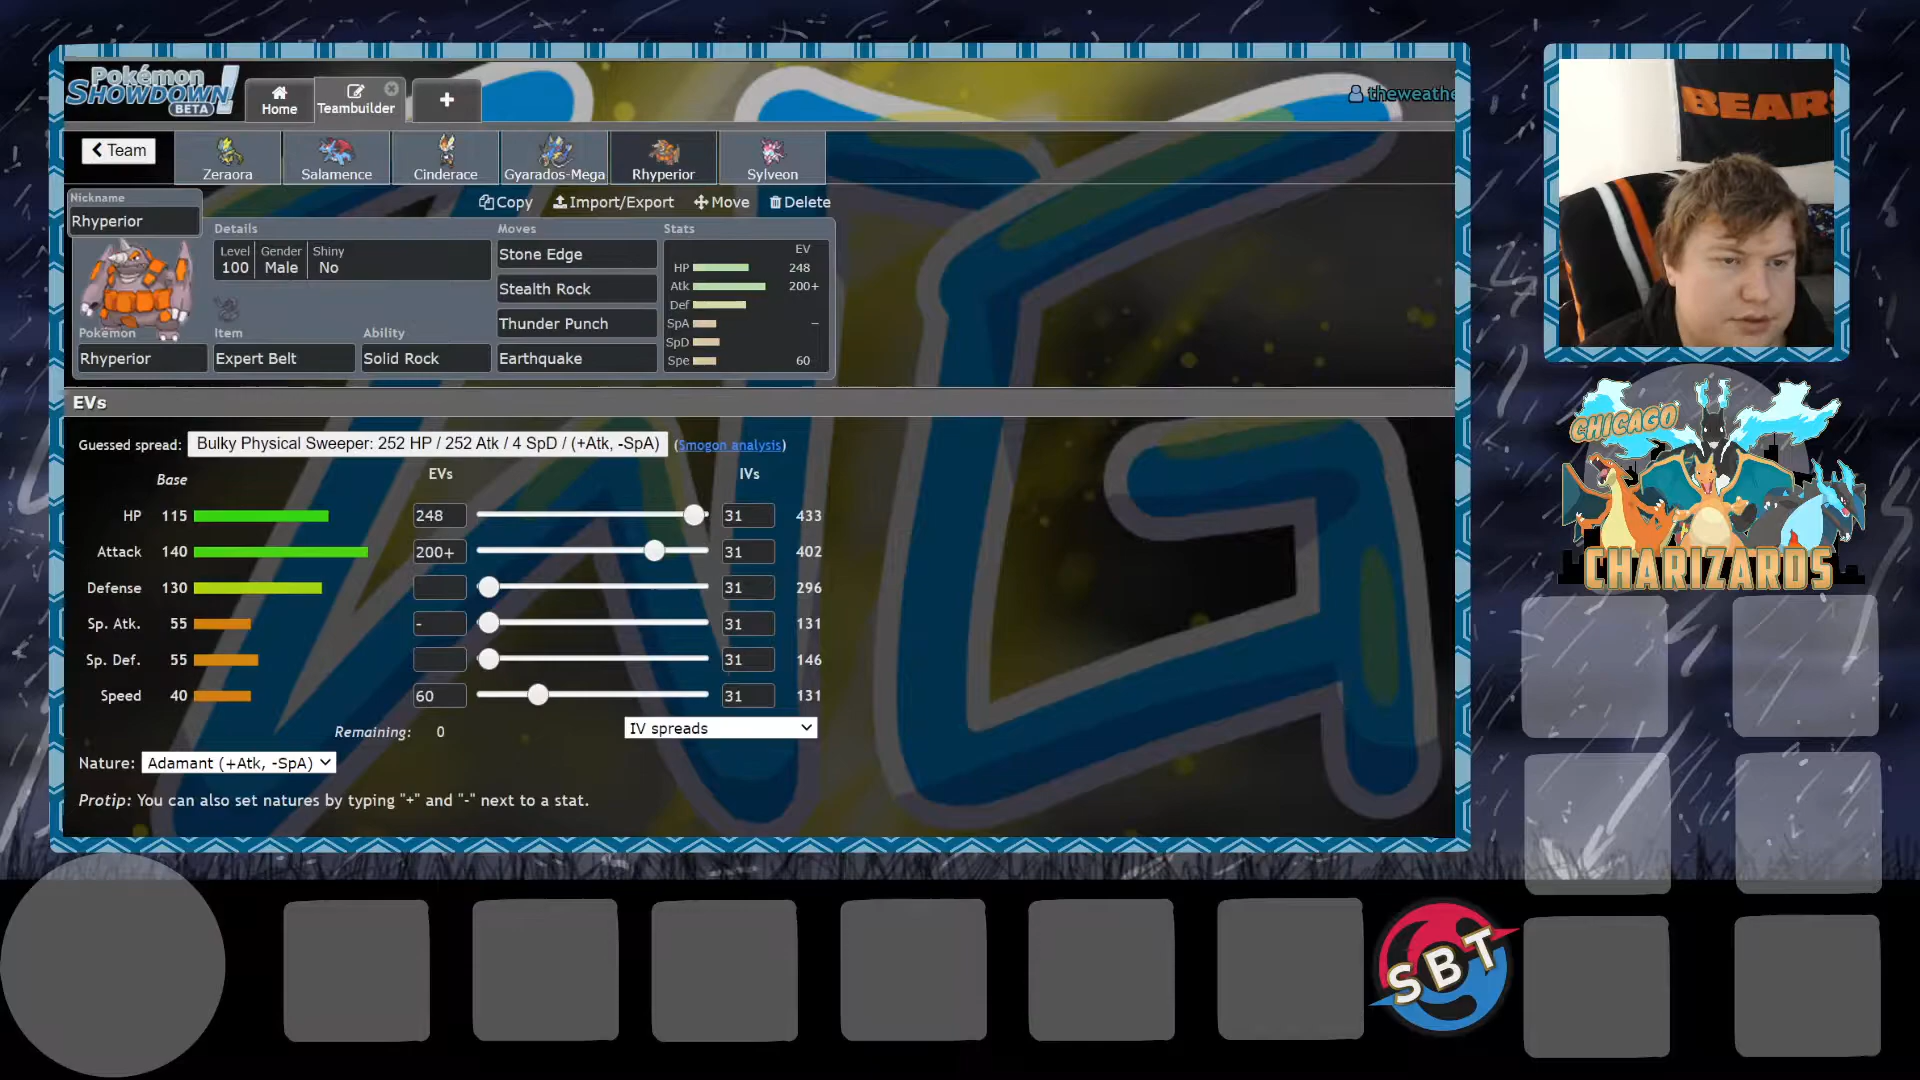 Pokémon
SHOWDOWN!
BETA
Home
Teambuilder
+
theweathe
BEARS
< Team
Zeraora
Salamence
Cinderace
Gyarados-Mega
Rhyperior
Sylveon
Copy
Import/Export
Move
Delete
Nickname
Rhyperior
Details
Level
100
Gender
Male
Shiny
No
Pokémon
Rhyperior
Item
Expert Belt
Ability
Solid Rock
Moves
Stone Edge
Stealth Rock
Thunder Punch
Earthquake
Stats
EV
HP 248
Atk 200+
Def
SpA –
SpD
Spe 60
CHICAGO
CHARIZARDS
EVs
Guessed spread: Bulky Physical Sweeper: 252 HP / 252 Atk / 4 SpD / (+Atk, -SpA) (Smogon analysis)
Base EVs IVs
HP 115 248 31 433
Attack 140 200+ 31 402
Defense 130 31 296
Sp. Atk. 55 - 31 131
Sp. Def. 55 31 146
Speed 40 60 31 131
Remaining: 0
IV spreads
Nature: Adamant (+Atk, -SpA)
Protip: You can also set natures by typing "+" and "-" next to a stat.
SBT